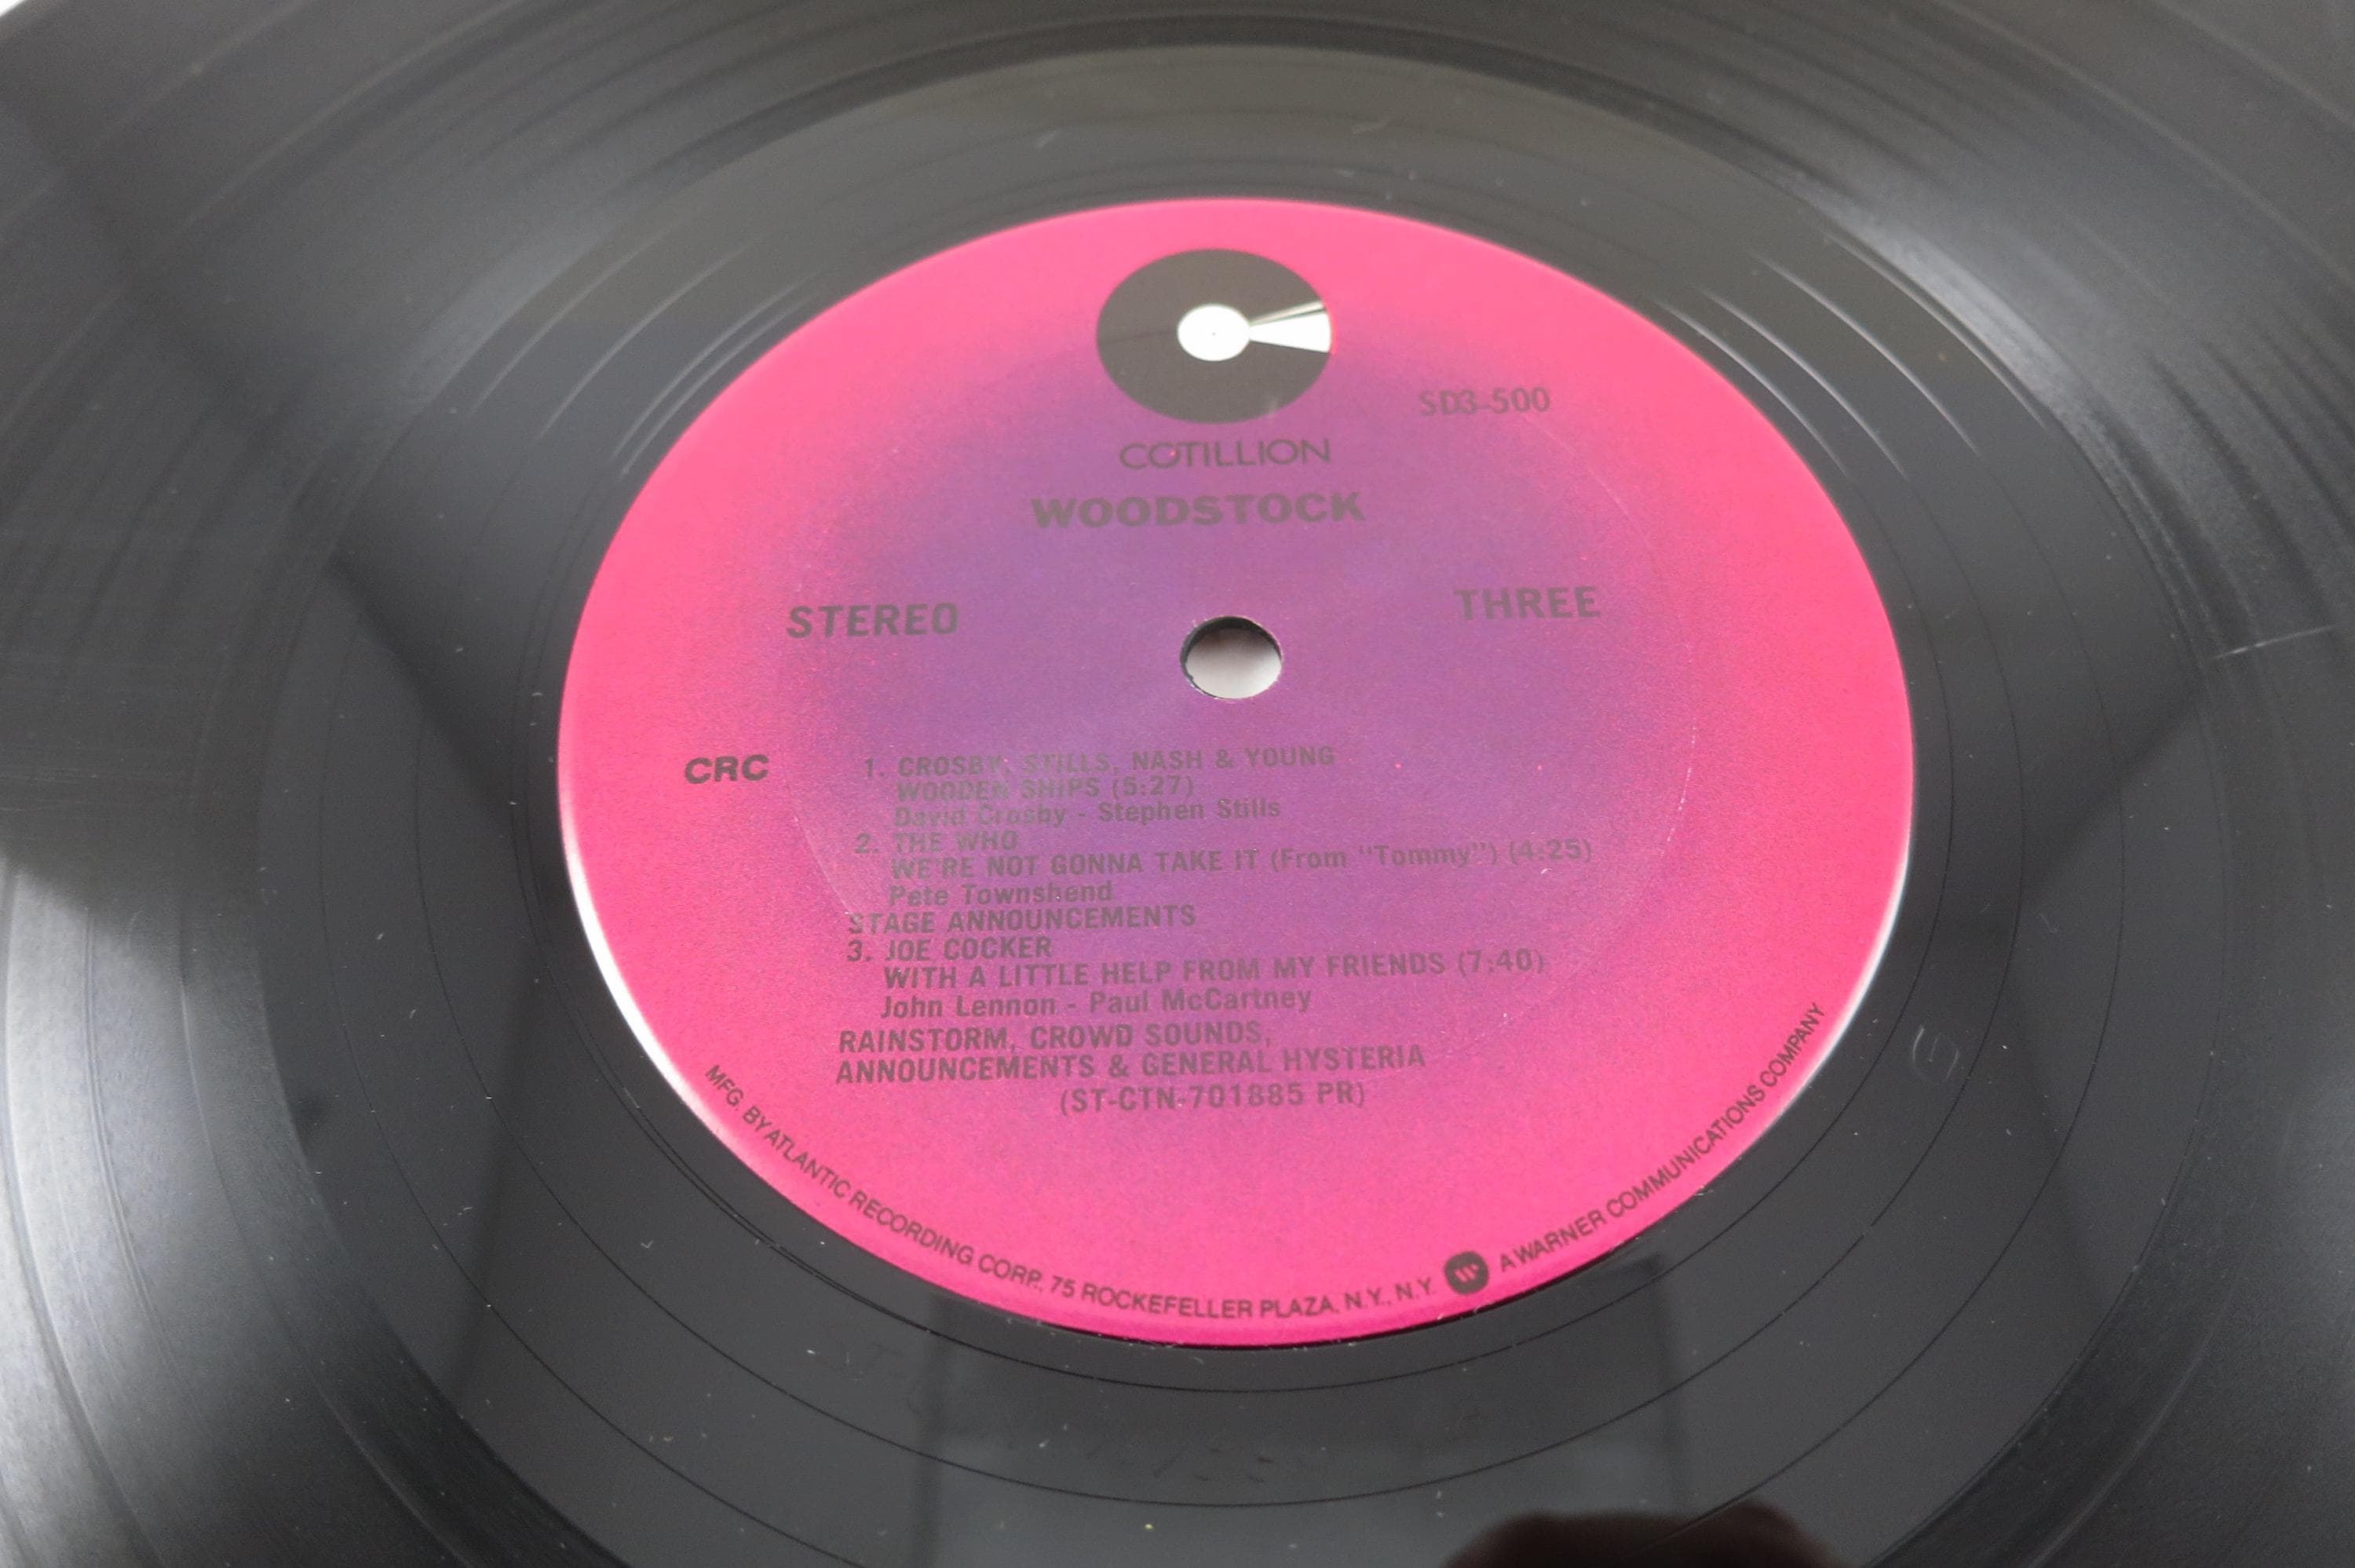 SD3-500
COTILLION
WOODSTOCK
STEREO
THREE
CRC
1. CROSBY, STILLS, NASH & YOUNG
WOODEN SHIPS (5:27)
David Crosby - Stephen Stills
2. THE WHO
WE'RE NOT GONNA TAKE IT (From "Tommy") (4:25)
Pete Townshend
STAGE ANNOUNCEMENTS
3. JOE COCKER
WITH A LITTLE HELP FROM MY FRIENDS (7:40)
John Lennon - Paul McCartney
RAINSTORM, CROWD SOUNDS,
ANNOUNCEMENTS & GENERAL HYSTERIA
(ST-CTN-701885 PR)
MFG. BY ATLANTIC RECORDING CORP., 75 ROCKEFELLER PLAZA, N.Y., N.Y. A WARNER COMMUNICATIONS COMPANY